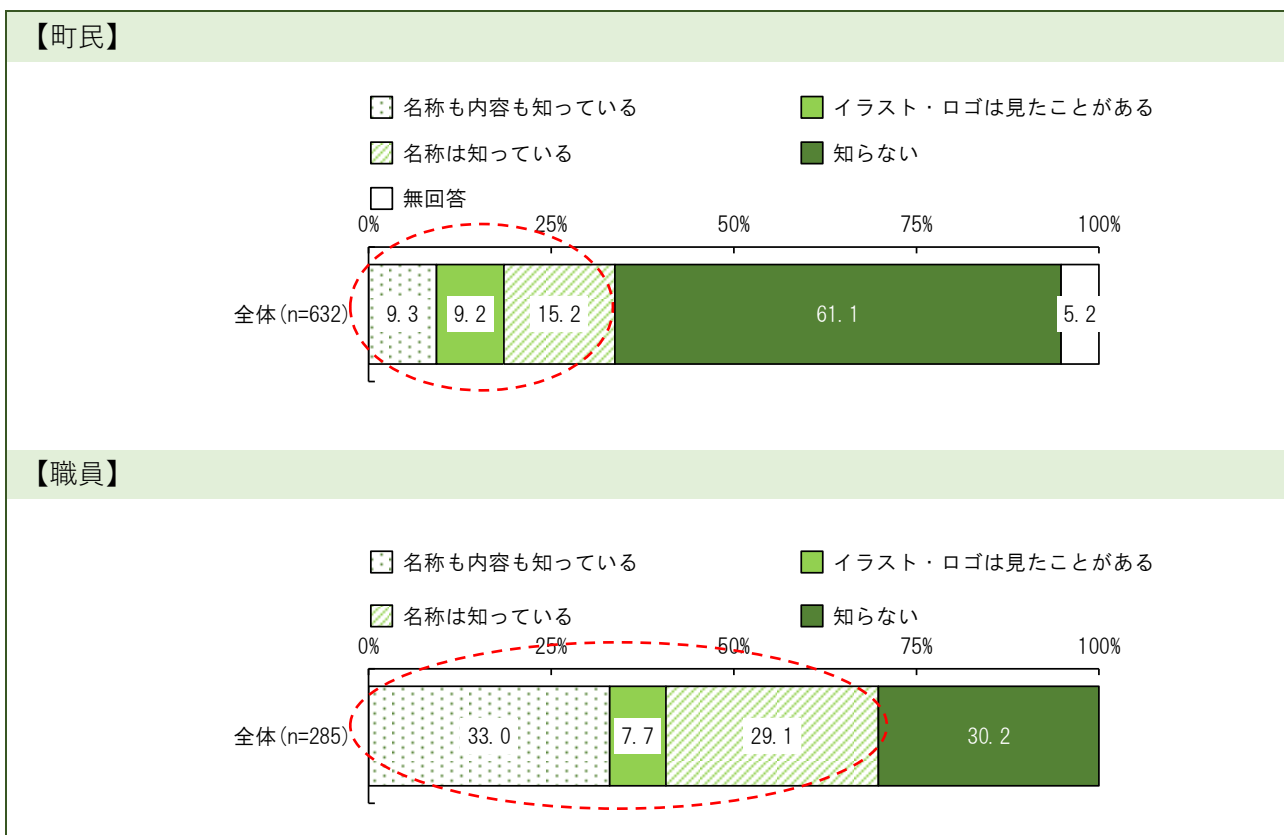 【町民】
名称も内容も知っている
イラスト・ロゴは見たことがある
名称は知っている
知らない
無回答
0% 25% 50% 75% 100%
全体(n=632) 9.3 9.2 15.2 61.1 5.2
【職員】
名称も内容も知っている
イラスト・ロゴは見たことがある
名称は知っている
知らない
0% 25% 50% 75% 100%
全体(n=285) 33.0 7.7 29.1 30.2